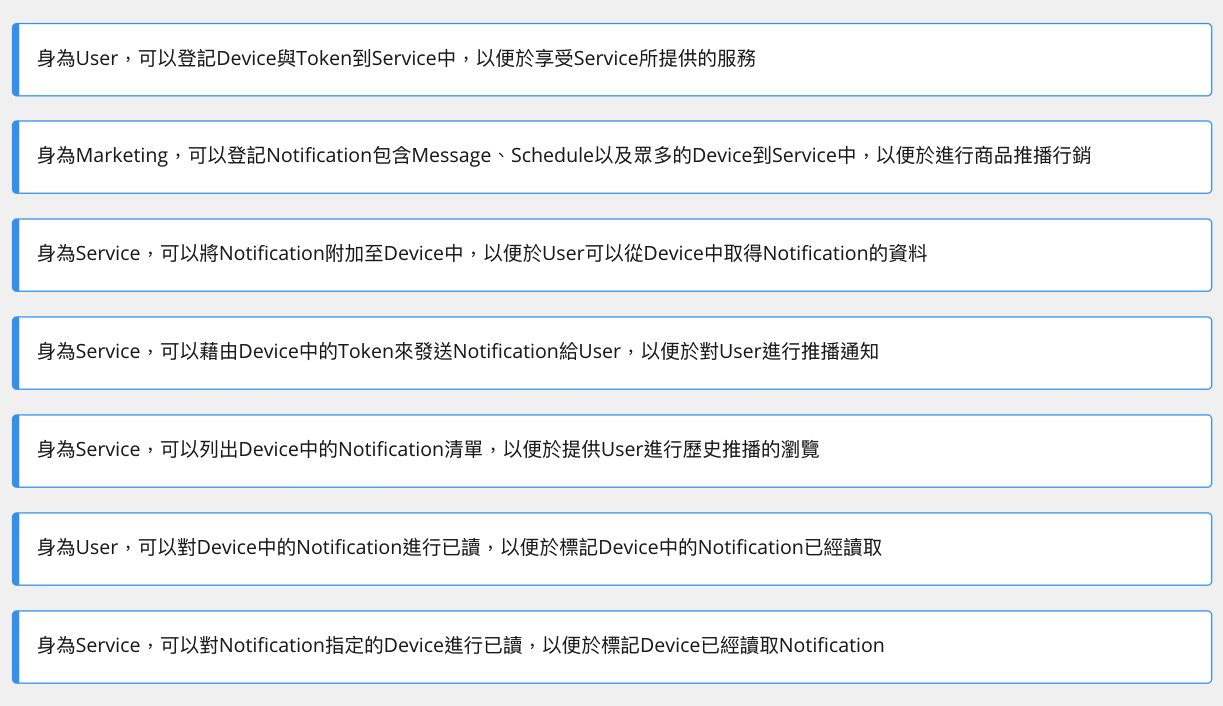 身為User，可以登記Device與Token到Service中，以便於享受Service所提供的服務
身為Marketing，可以登記Notification包含Message、Schedule以及眾多的Device到Service中，以便於進行商品推播行銷
身為Service，可以將Notification附加至Device中，以便於User可以從Device中取得Notification的資料
身為Service，可以藉由Device中的Token來發送Notification給User，以便於對User進行推播通知
身為Service，可以列出Device中的Notification清單，以便於提供User進行歷史推播的瀏覽
身為User，可以對Device中的Notification進行已讀，以便於標記Device中的Notification已經讀取
身為Service，可以對Notification指定的Device進行已讀，以便於標記Device已經讀取Notification